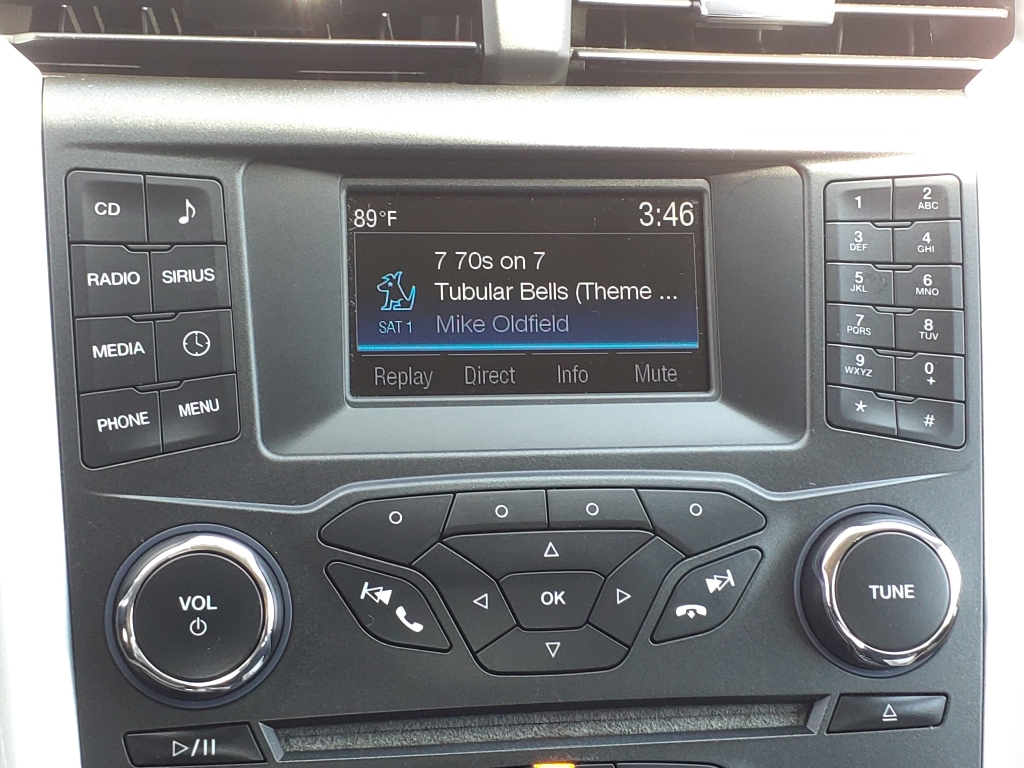 89°F 3:46
7 70s on 7
Tubular Bells (Theme ...
SAT 1 Mike Oldfield
Replay Direct Info Mute
CD
RADIO SIRIUS
MEDIA
PHONE MENU
1 2 ABC
3 DEF 4 GHI
5 JKL 6 MNO
7 PQRS 8 TUV
9 WXYZ 0 +
* #
VOL
OK
TUNE